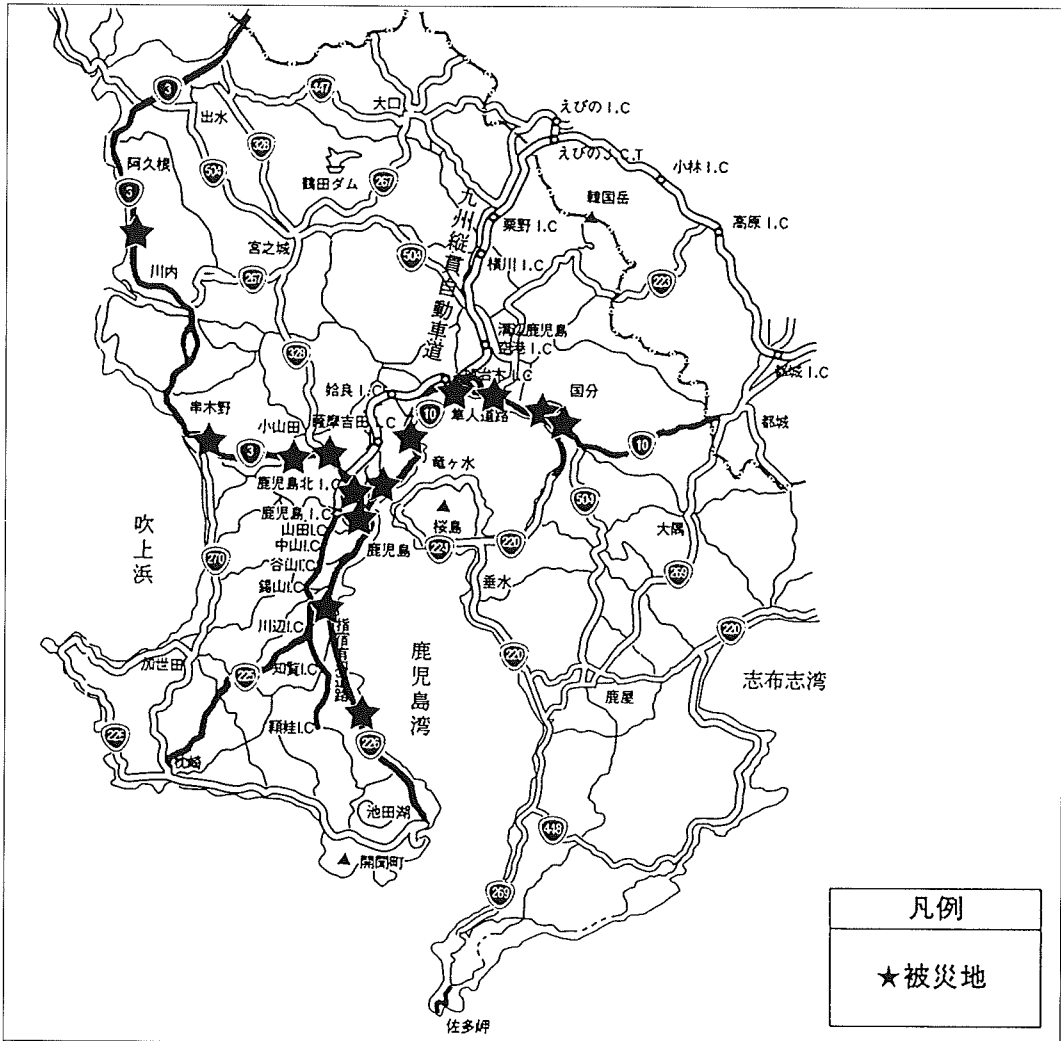 3
447
大口
えびのI.C
出水
328
えびのJ.C.T
小林I.C
阿久根
504
鶴田ダム
267
韓国岳
九州縦貫自動車道
栗野I.C
高原I.C
3
宮之城
504
横川I.C
川内
267
223
溝辺鹿児島
空港I.C
328
都城I.C
姶良I.C
国分
串木野
小山田
薩摩吉田I.C
10
隼人道路
都城
3
10
竜ヶ水
鹿児島北I.C
504
鹿児島I.C
桜島
吹上浜
山田I.C
鹿児島
224
220
大隅
中山I.C
270
谷山I.C
垂水
269
錫山I.C
川辺I.C
鹿児島湾
220
220
加世田
225
知覧I.C
鹿屋
志布志湾
頴娃I.C
226
枕崎
池田湖
448
開聞町
269
凡例
★被災地
佐多岬